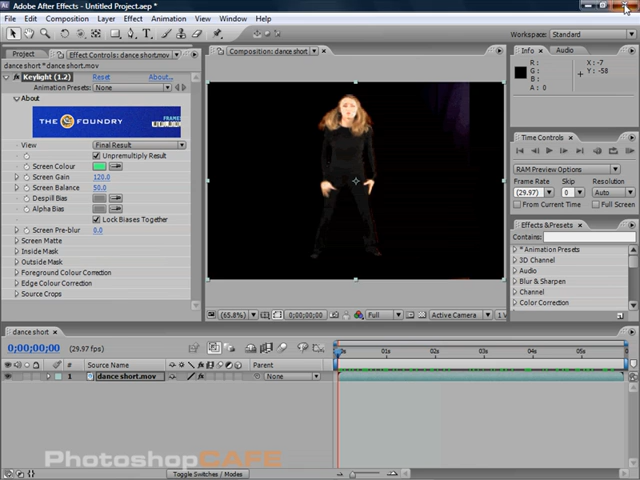 Adobe After Effects - Untitled Project.aep *
File Edit Composition Layer Effect Animation View Window Help
Workspace: Standard
Project Effect Controls: dance short.mov
dance short * dance short.mov
Keylight (1.2) Reset About...
Animation Presets: None
About
THE FOUNDRY
View Final Result
Unpremultiply Result
Screen Colour
Screen Gain 120.0
Screen Balance 50.0
Despill Bias
Alpha Bias
Lock Biases Together
Screen Pre-blur 0.0
Screen Matte
Inside Mask
Outside Mask
Foreground Colour Correction
Edge Colour Correction
Source Crops
Composition: dance short
(65.8%) 0;00;00;00 Full Active Camera 1 V
Info Audio
R :
G :
B :
A : 0
X : -7
Y : -58
Time Controls
RAM Preview Options
Frame Rate Skip Resolution
(29.97) 0 Auto
From Current Time Full Screen
Effects & Presets
Contains:
* Animation Presets
3D Channel
Audio
Blur & Sharpen
Channel
Color Correction
dance short
0;00;00;00 (29.97 fps)
# Source Name Parent
1 dance short.mov None
01s 02s 03s 04s 05s
Toggle Switches / Modes
PhotoshopCAFE